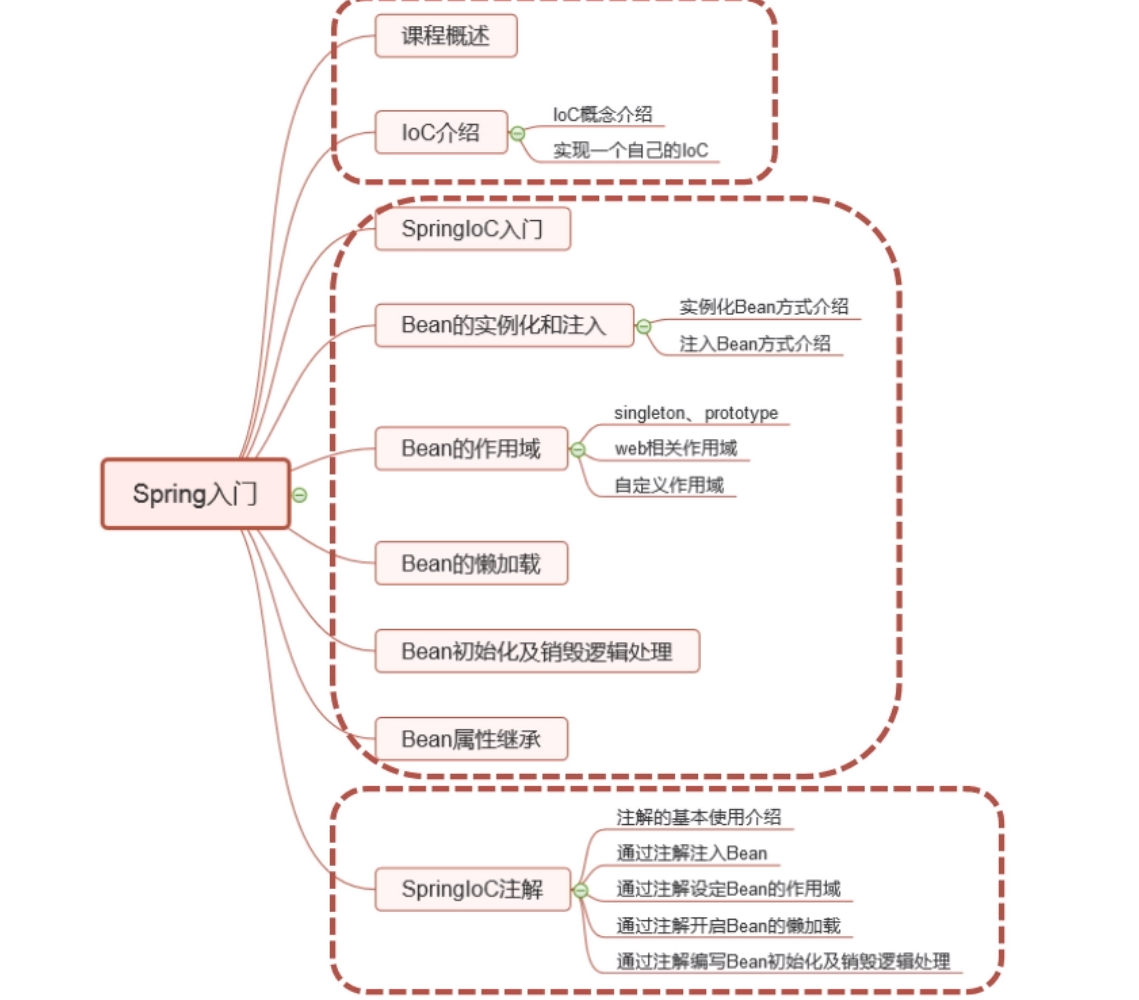 课程概述
IoC介绍
IoC概念介绍
实现一个自己的IoC
SpringIoC入门
Bean的实例化和注入
实例化Bean方式介绍
注入Bean方式介绍
Bean的作用域
singleton、prototype
web相关作用域
自定义作用域
Spring入门
Bean的懒加载
Bean初始化及销毁逻辑处理
Bean属性继承
SpringIoC注解
注解的基本使用介绍
通过注解注入Bean
通过注解设定Bean的作用域
通过注解开启Bean的懒加载
通过注解编写Bean初始化及销毁逻辑处理